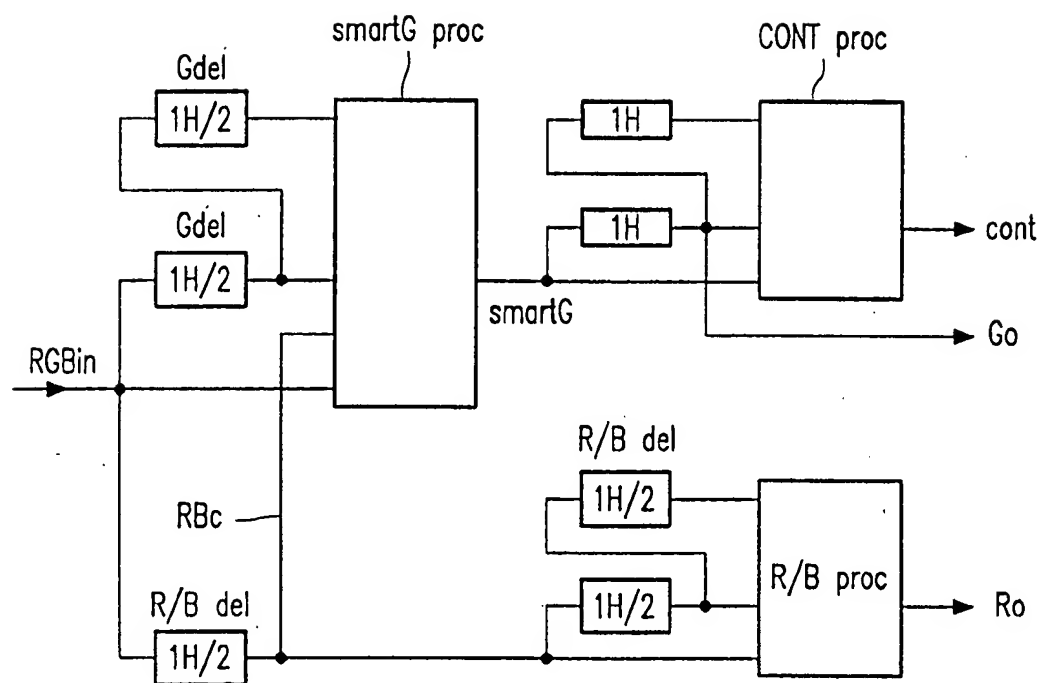 smartG proc
CONT proc
Gdel
1H/2
1H
Gdel
1H/2
1H
cont
smartG
Go
RGBin
R/B del
1H/2
RBc
R/B proc
R/B del
1H/2
1H/2
Ro